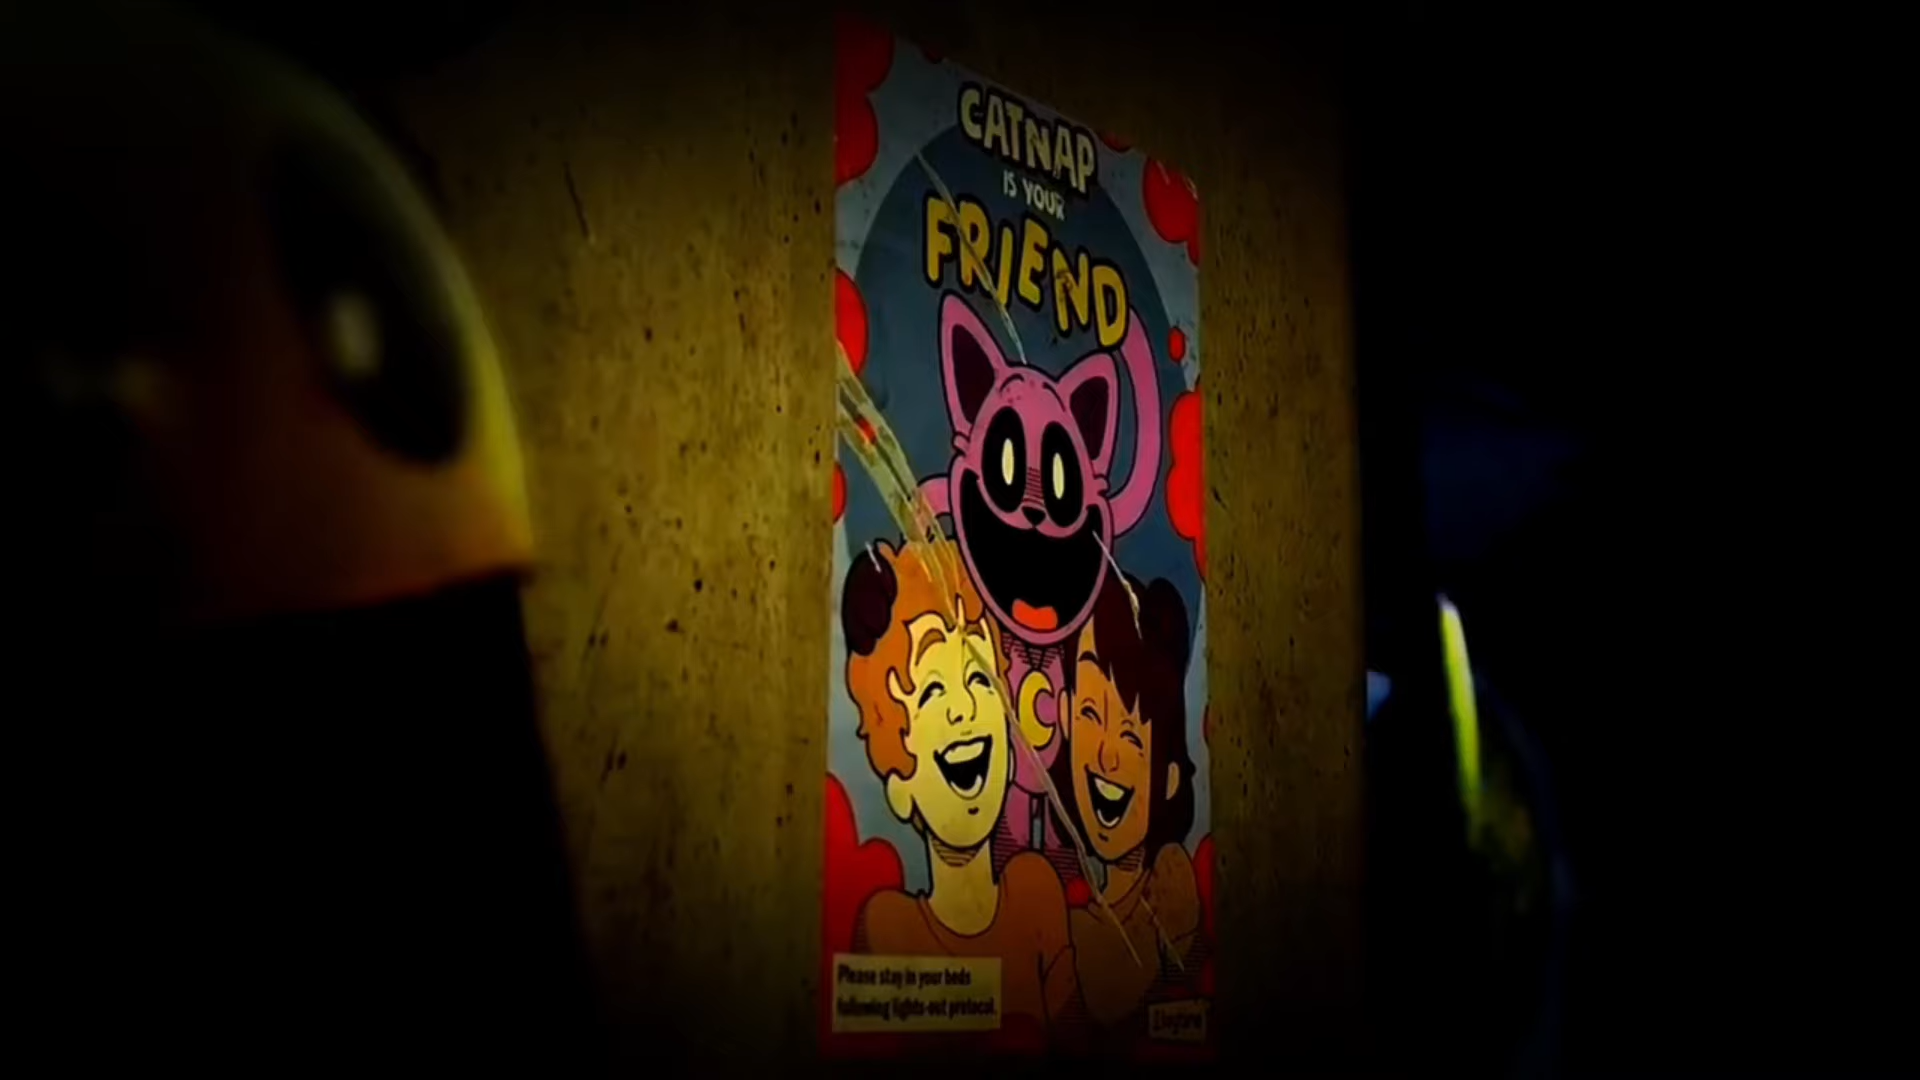 CATNAP
IS YOUR
FRIEND
Please stay in your beds
following lights-out protocol.